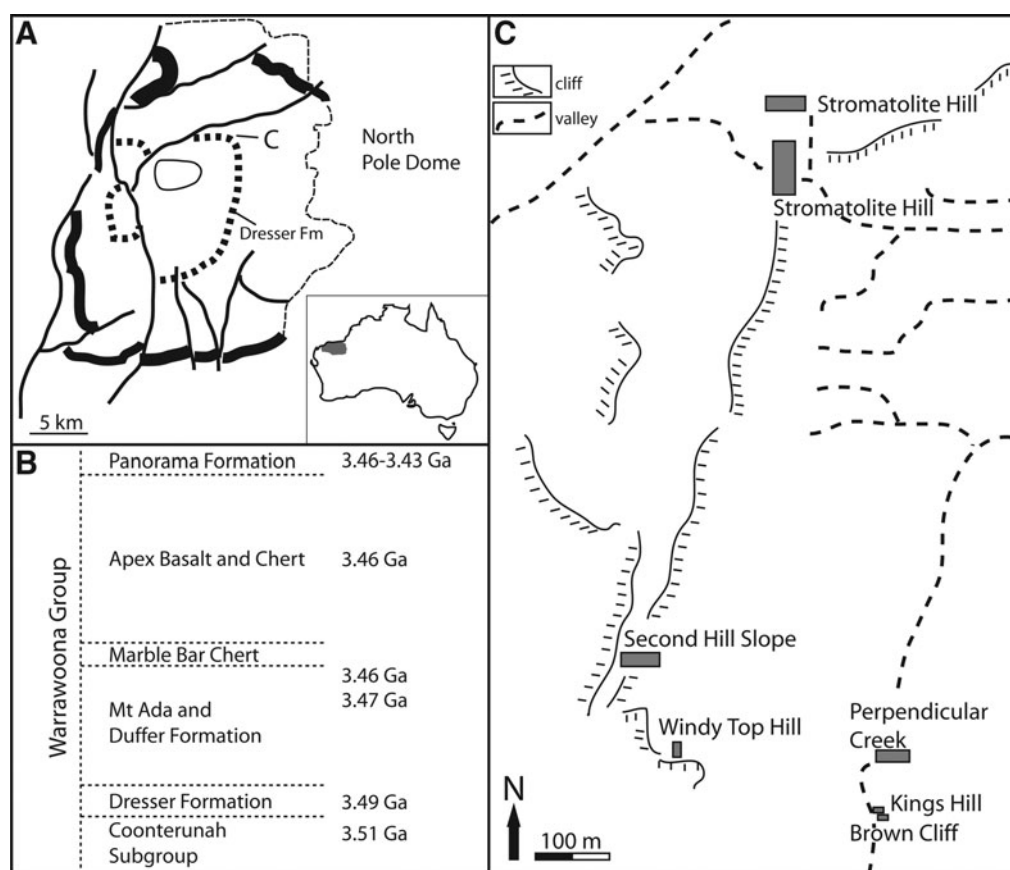 A
North
Pole Dome
C
Dresser Fm
5 km
B
Warrawoona Group
Panorama Formation 3.46-3.43 Ga
Apex Basalt and Chert 3.46 Ga
Marble Bar Chert
3.46 Ga
3.47 Ga
Mt Ada and
Duffer Formation
Dresser Formation 3.49 Ga
Coonterunah 3.51 Ga
Subgroup
C
cliff
valley
Stromatolite Hill
Stromatolite Hill
Second Hill Slope
Windy Top Hill
Perpendicular
Creek
Kings Hill
Brown Cliff
N
100 m